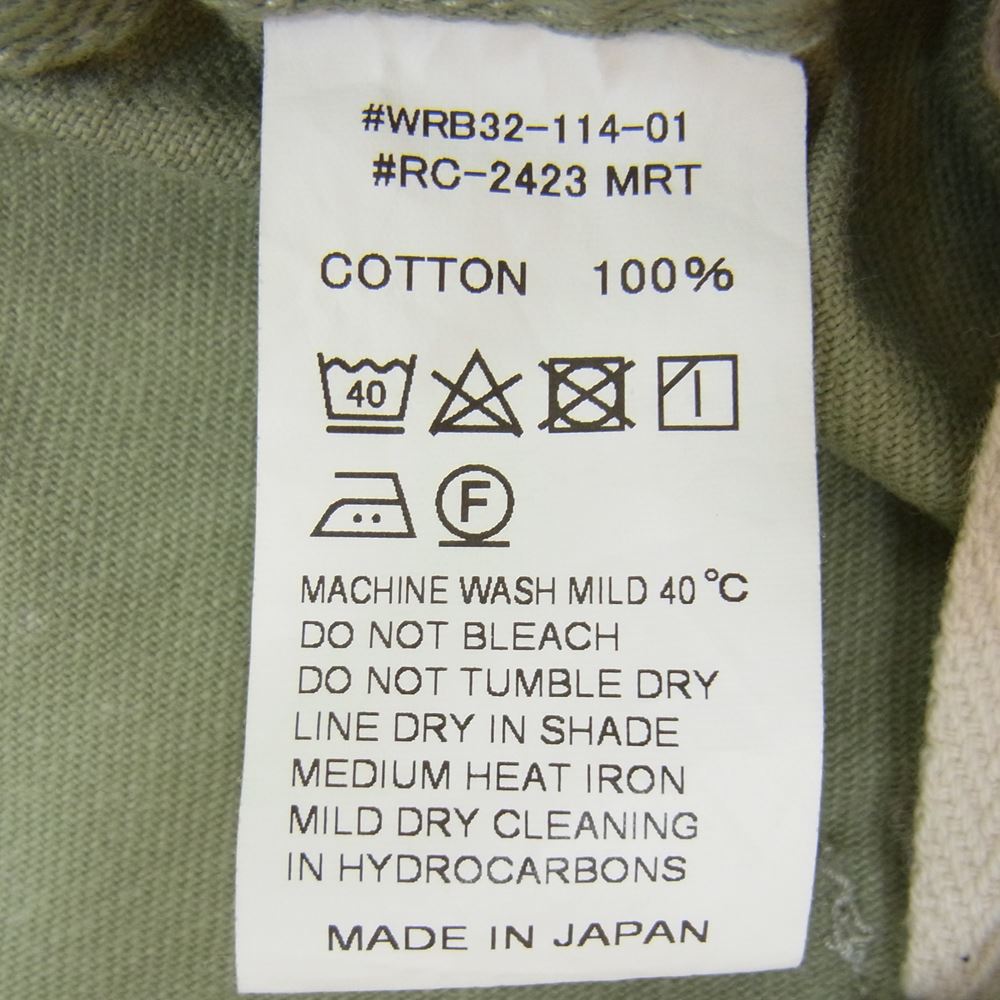 #WRB32-114-01
#RC-2423 MRT
COTTON 100%
40
F
MACHINE WASH MILD 40°C
DO NOT BLEACH
DO NOT TUMBLE DRY
LINE DRY IN SHADE
MEDIUM HEAT IRON
MILD DRY CLEANING
IN HYDROCARBONS
MADE IN JAPAN